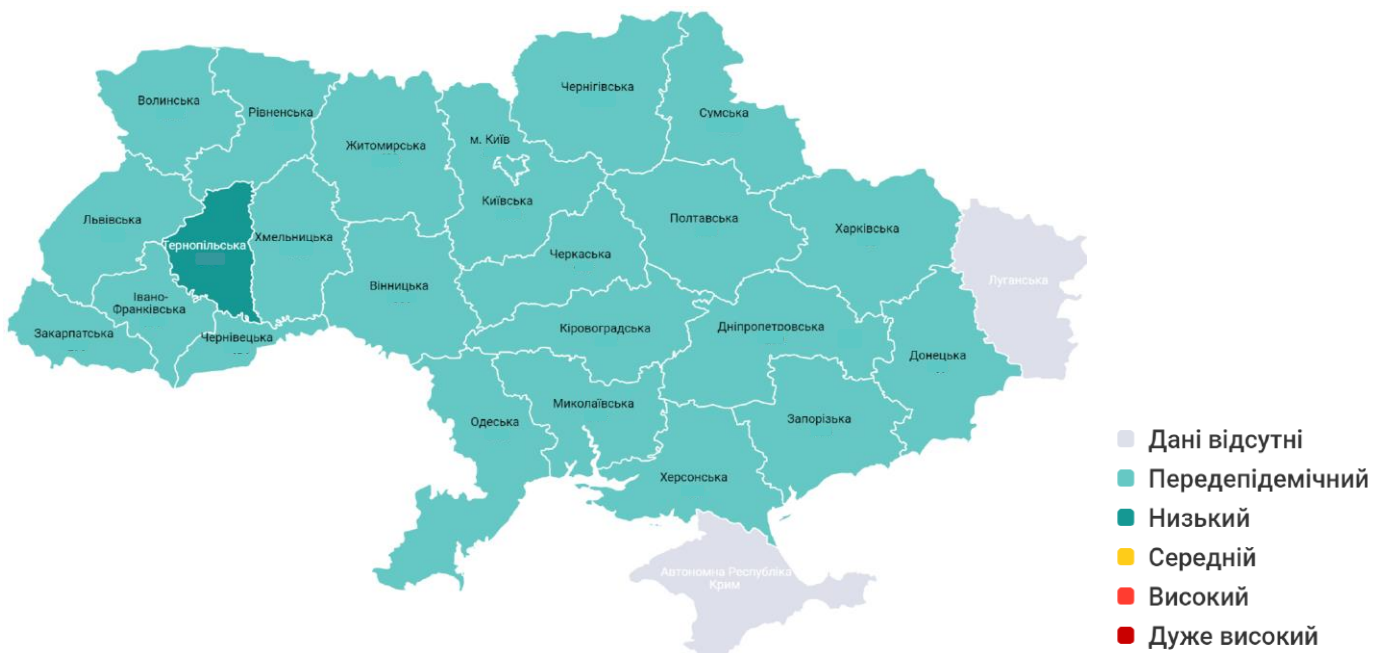 Чернігівська
Сумська
Волинська
Рівненська
Житомирська
м. Київ
Київська
Львівська
Тернопільська
Хмельницька
Полтавська
Харківська
Черкаська
Вінницька
Луганська
Івано-
Франківська
Закарпатська
Чернівецька
Кіровоградська
Дніпропетровська
Донецька
Одеська
Миколаївська
Запорізька
Херсонська
Автономна Республіка
Крим
Дані відсутні
Передепідемічний
Низький
Середній
Високий
Дуже високий